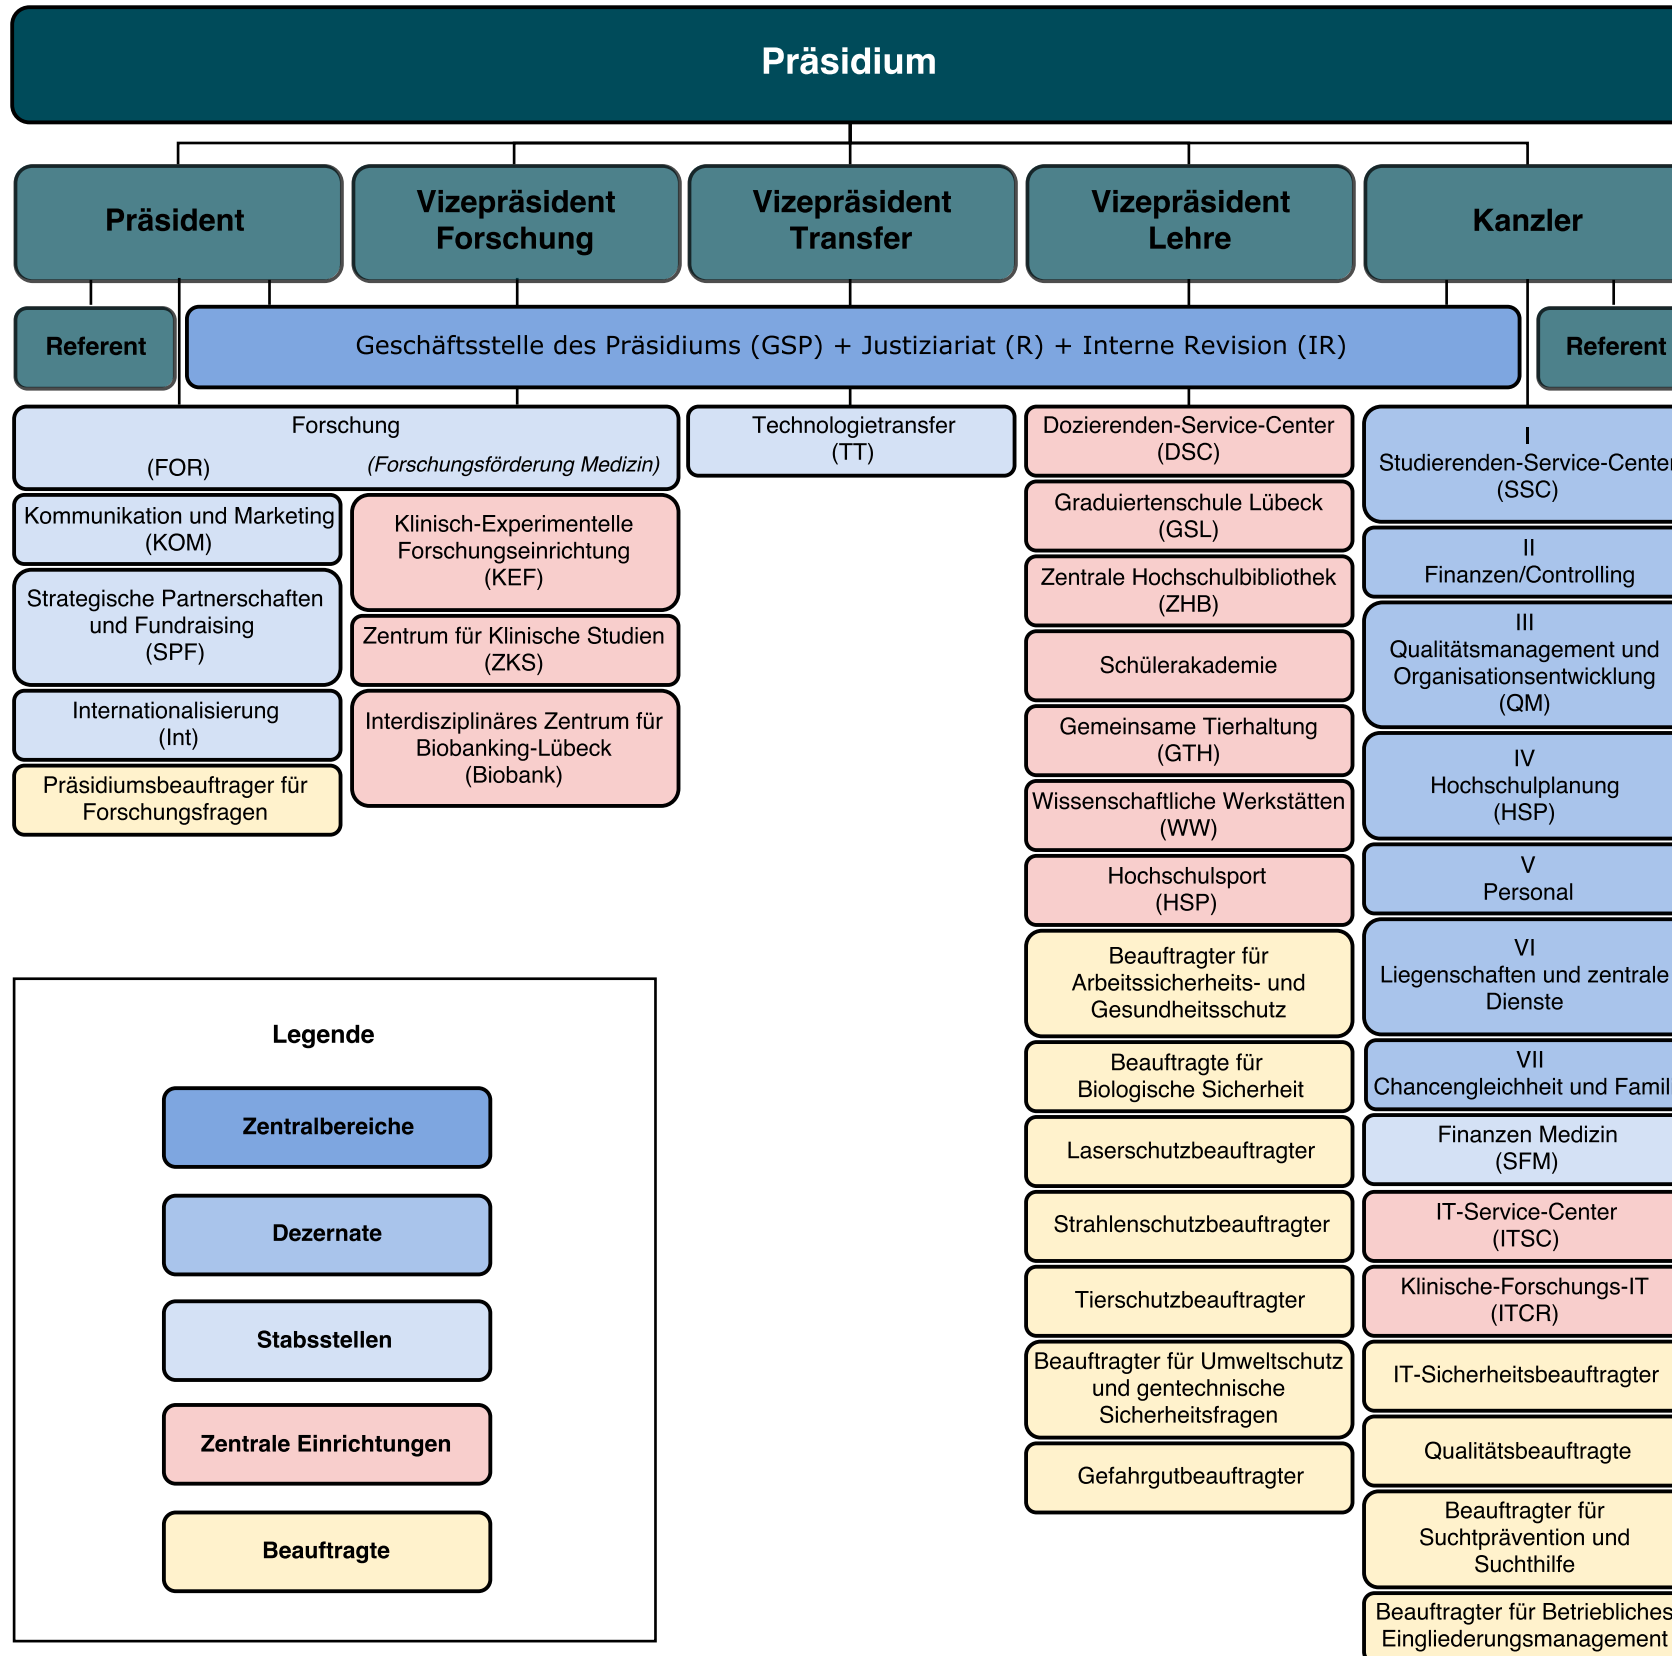 Präsidium
Präsident
Vizepräsident
Forschung
Vizepräsident
Transfer
Vizepräsident
Lehre
Kanzler
Referent
Geschäftsstelle des Präsidiums (GSP) + Justiziariat (R) + Interne Revision (IR)
Referent
Forschung
(FOR)
(Forschungsförderung Medizin)
Kommunikation und Marketing
(KOM)
Strategische Partnerschaften
und Fundraising
(SPF)
Internationalisierung
(Int)
Präsidiumsbeauftrager für
Forschungsfragen
Klinisch-Experimentelle
Forschungseinrichtung
(KEF)
Zentrum für Klinische Studien
(ZKS)
Interdisziplinäres Zentrum für
Biobanking-Lübeck
(Biobank)
Technologietransfer
(TT)
Dozierenden-Service-Center
(DSC)
Graduiertenschule Lübeck
(GSL)
Zentrale Hochschulbibliothek
(ZHB)
Schülerakademie
Gemeinsame Tierhaltung
(GTH)
Wissenschaftliche Werkstätten
(WW)
Hochschulsport
(HSP)
Beauftragter für
Arbeitssicherheits- und
Gesundheitsschutz
Beauftragte für
Biologische Sicherheit
Laserschutzbeauftragter
Strahlenschutzbeauftragter
Tierschutzbeauftragter
Beauftragter für Umweltschutz
und gentechnische
Sicherheitsfragen
Gefahrgutbeauftragter
I
Studierenden-Service-Center
(SSC)
II
Finanzen/Controlling
III
Qualitätsmanagement und
Organisationsentwicklung
(QM)
IV
Hochschulplanung
(HSP)
V
Personal
VI
Liegenschaften und zentrale
Dienste
VII
Chancengleichheit und Famil
Finanzen Medizin
(SFM)
IT-Service-Center
(ITSC)
Klinische-Forschungs-IT
(ITCR)
IT-Sicherheitsbeauftragter
Qualitätsbeauftragte
Beauftragter für
Suchtprävention und
Suchthilfe
Beauftragter für Betriebliches
Eingliederungsmanagement
Legende
Zentralbereiche
Dezernate
Stabsstellen
Zentrale Einrichtungen
Beauftragte